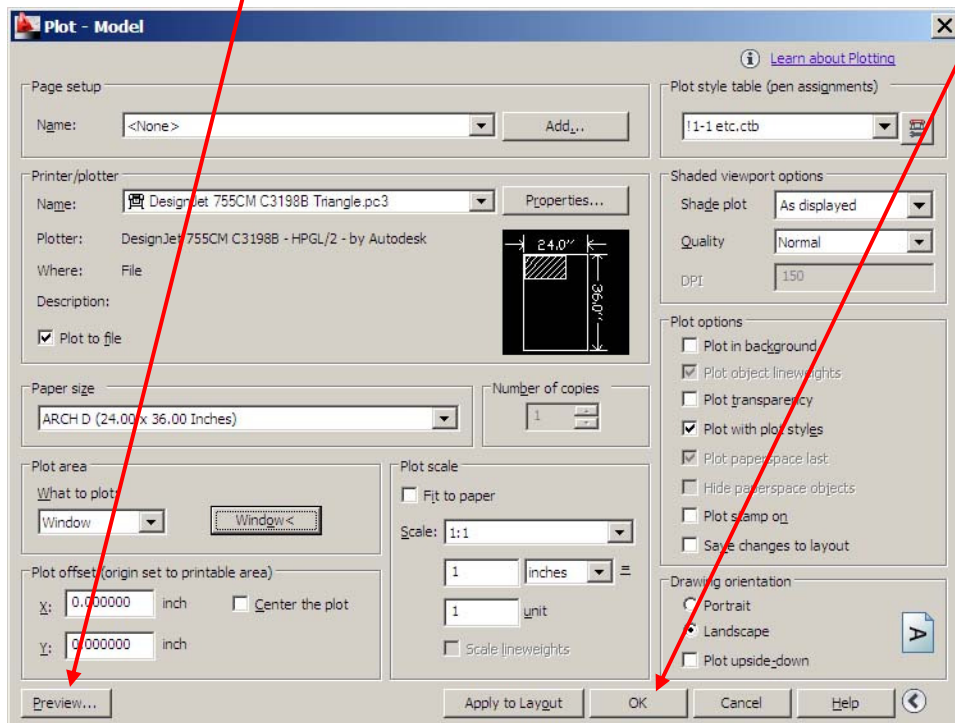 Plot - Model
Learn about Plotting
Page setup
Name: <None> Add...
Plot style table (pen assignments)
!1-1 etc.ctb
Printer/plotter
Name: DesignJet 755CM C3198B Triangle.pc3 Properties...
Plotter: DesignJet 755CM C3198B - HPGL/2 - by Autodesk
Where: File
Description:
Plot to file
24.0''
36.0''
Shaded viewport options
Shade plot As displayed
Quality Normal
DPI 150
Paper size
ARCH D (24.00 x 36.00 Inches)
Number of copies
1
Plot options
Plot in background
Plot object lineweights
Plot transparency
Plot with plot styles
Plot paperspace last
Hide paperspace objects
Plot stamp on
Save changes to layout
Plot area
What to plot:
Window Window<
Plot scale
Fit to paper
Scale: 1:1
1 inches =
1 unit
Scale lineweights
Plot offset (origin set to printable area)
X: 0.000000 inch Center the plot
Y: 0.000000 inch
Drawing orientation
Portrait
Landscape
Plot upside-down
A
Preview... Apply to Layout OK Cancel Help